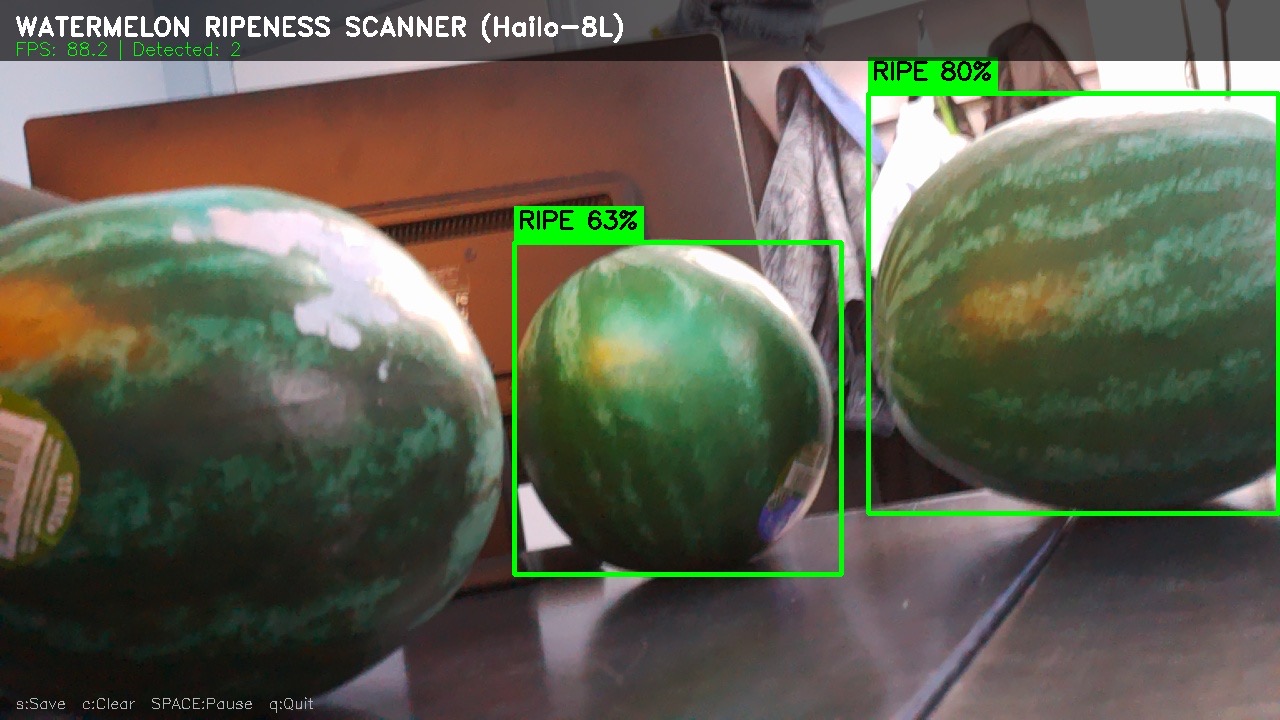 WATERMELON RIPENESS SCANNER (Hailo-8L)
FPS: 88.2 | Detected: 2
RIPE 80%
RIPE 63%
s:Save c:Clear SPACE:Pause q:Quit